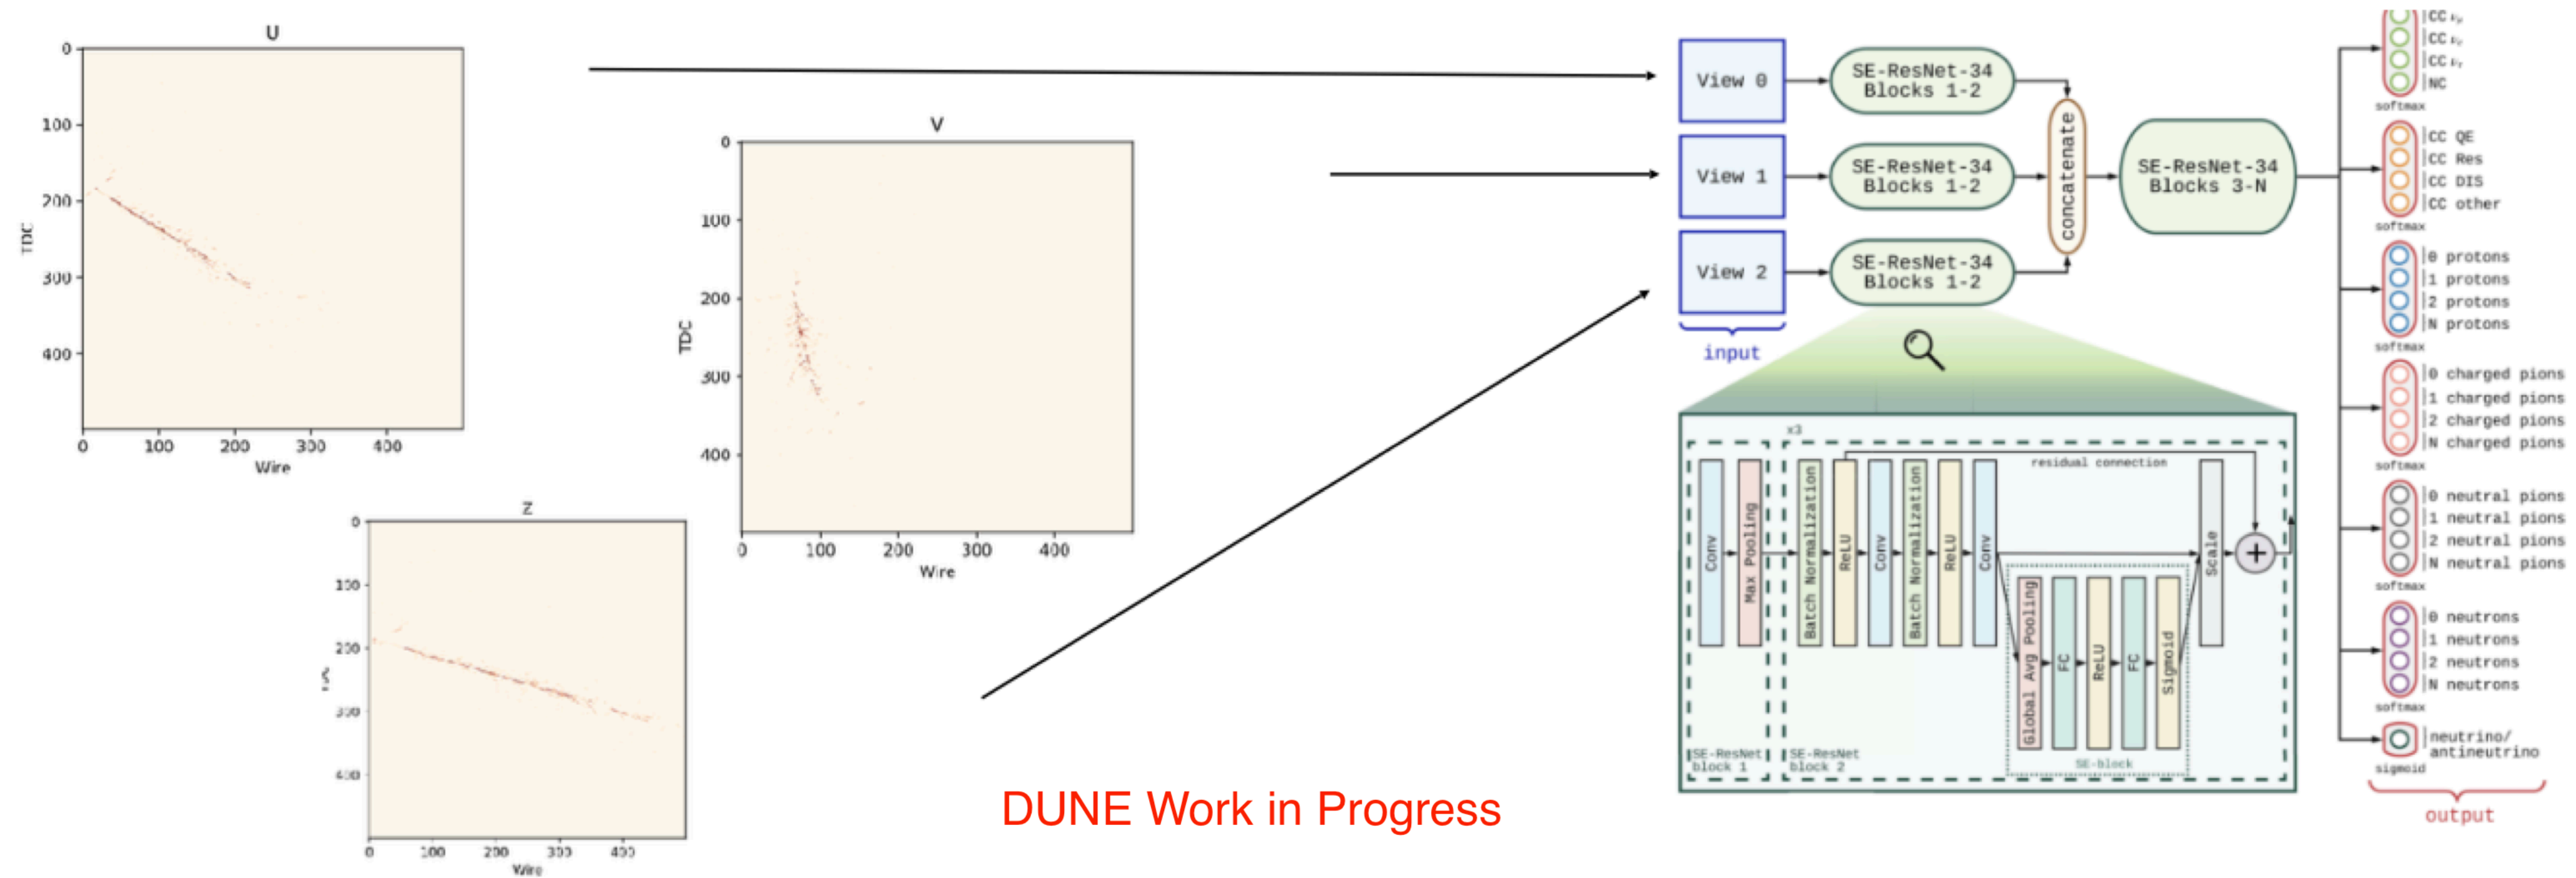 U
0
100
200
300
400
TDC
0 100 200 300 400
Wire
V
0
100
200
300
400
TDC
0 100 200 300 400
Wire
Z
0
100
200
300
400
0 100 200 300 400
Wire
DUNE Work in Progress
View 0
View 1
View 2
input
SE-ResNet-34
Blocks 1-2
SE-ResNet-34
Blocks 1-2
SE-ResNet-34
Blocks 1-2
concatenate
SE-ResNet-34
Blocks 3-N
x3
residual connection
Conv
Max Pooling
Batch Normalization
ReLU
Conv
Batch Normalization
ReLU
Conv
Global Avg Pooling
FC
ReLU
FC
Sigmoid
Scale
+
SE-ResNet
block 1
SE-ResNet
block 2
SE-block
CC νμ
CC νe
CC ντ
NC
softmax
CC QE
CC Res
CC DIS
CC other
softmax
0 protons
1 protons
2 protons
N protons
softmax
0 charged pions
1 charged pions
2 charged pions
N charged pions
softmax
0 neutral pions
1 neutral pions
2 neutral pions
N neutral pions
softmax
0 neutrons
1 neutrons
2 neutrons
N neutrons
softmax
neutrino/
antineutrino
sigmoid
output